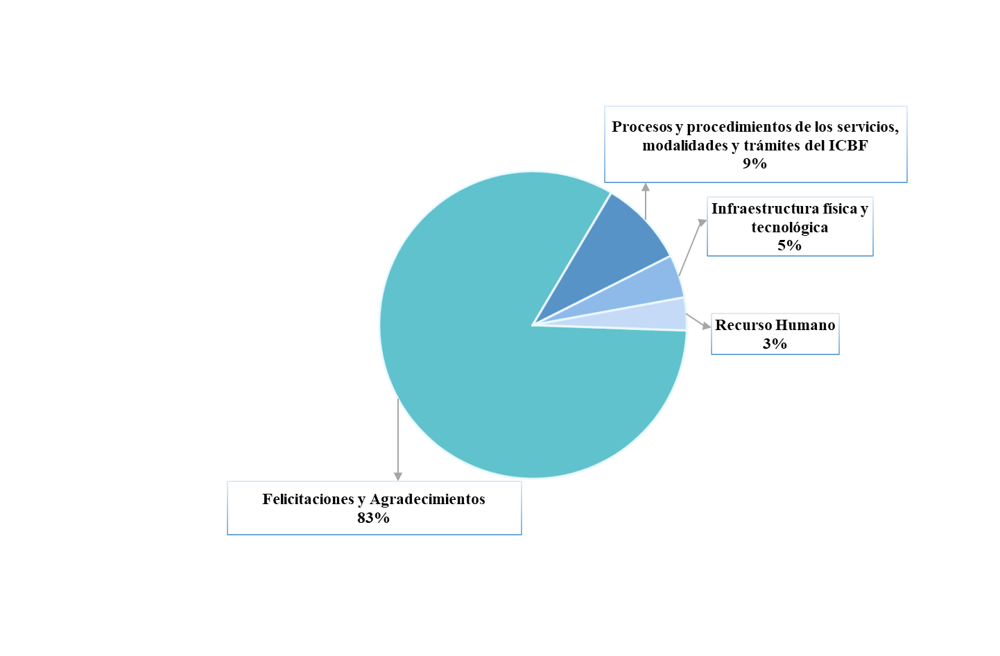 Procesos y procedimientos de los servicios,
modalidades y trámites del ICBF
9%
Infraestructura física y
tecnológica
5%
Recurso Humano
3%
Felicitaciones y Agradecimientos
83%